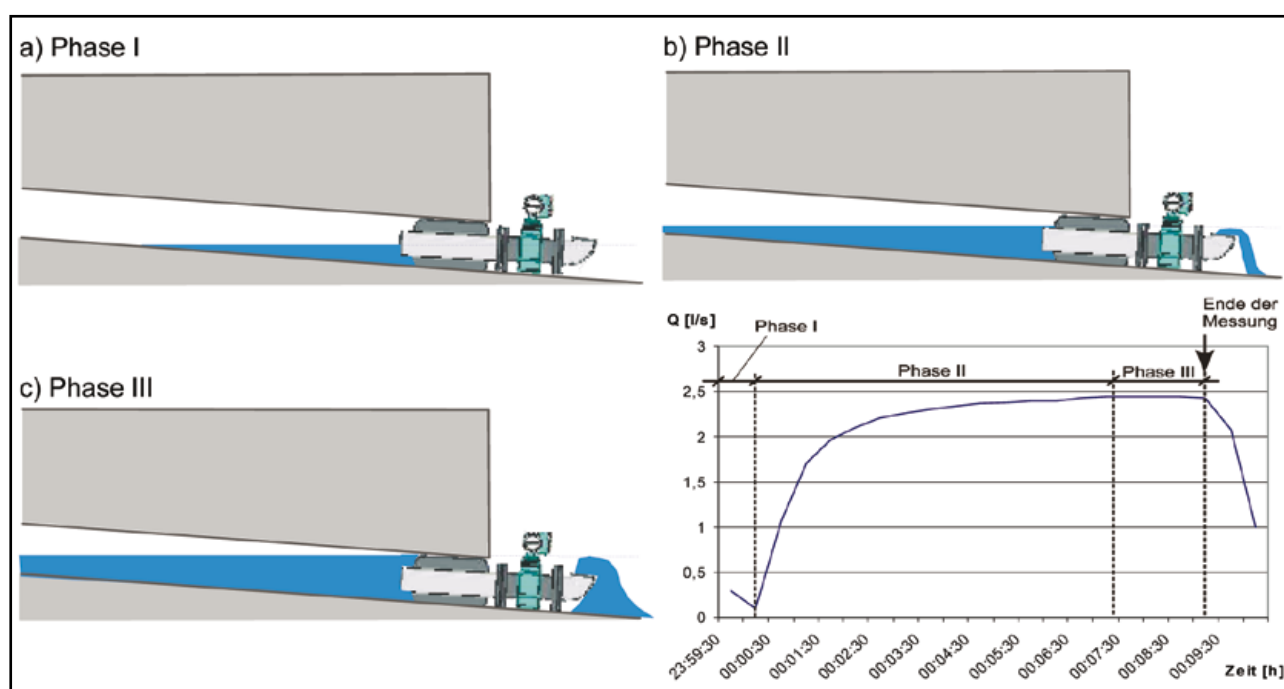 a) Phase I
b) Phase II
c) Phase III
Q [l/s]
Phase I
Phase II
Phase III
Ende der
Messung
3
2,5
2
1,5
1
0,5
0
23:59:30
00:00:30
00:01:30
00:02:30
00:03:30
00:04:30
00:05:30
00:06:30
00:07:30
00:08:30
00:09:30
Zeit [h]